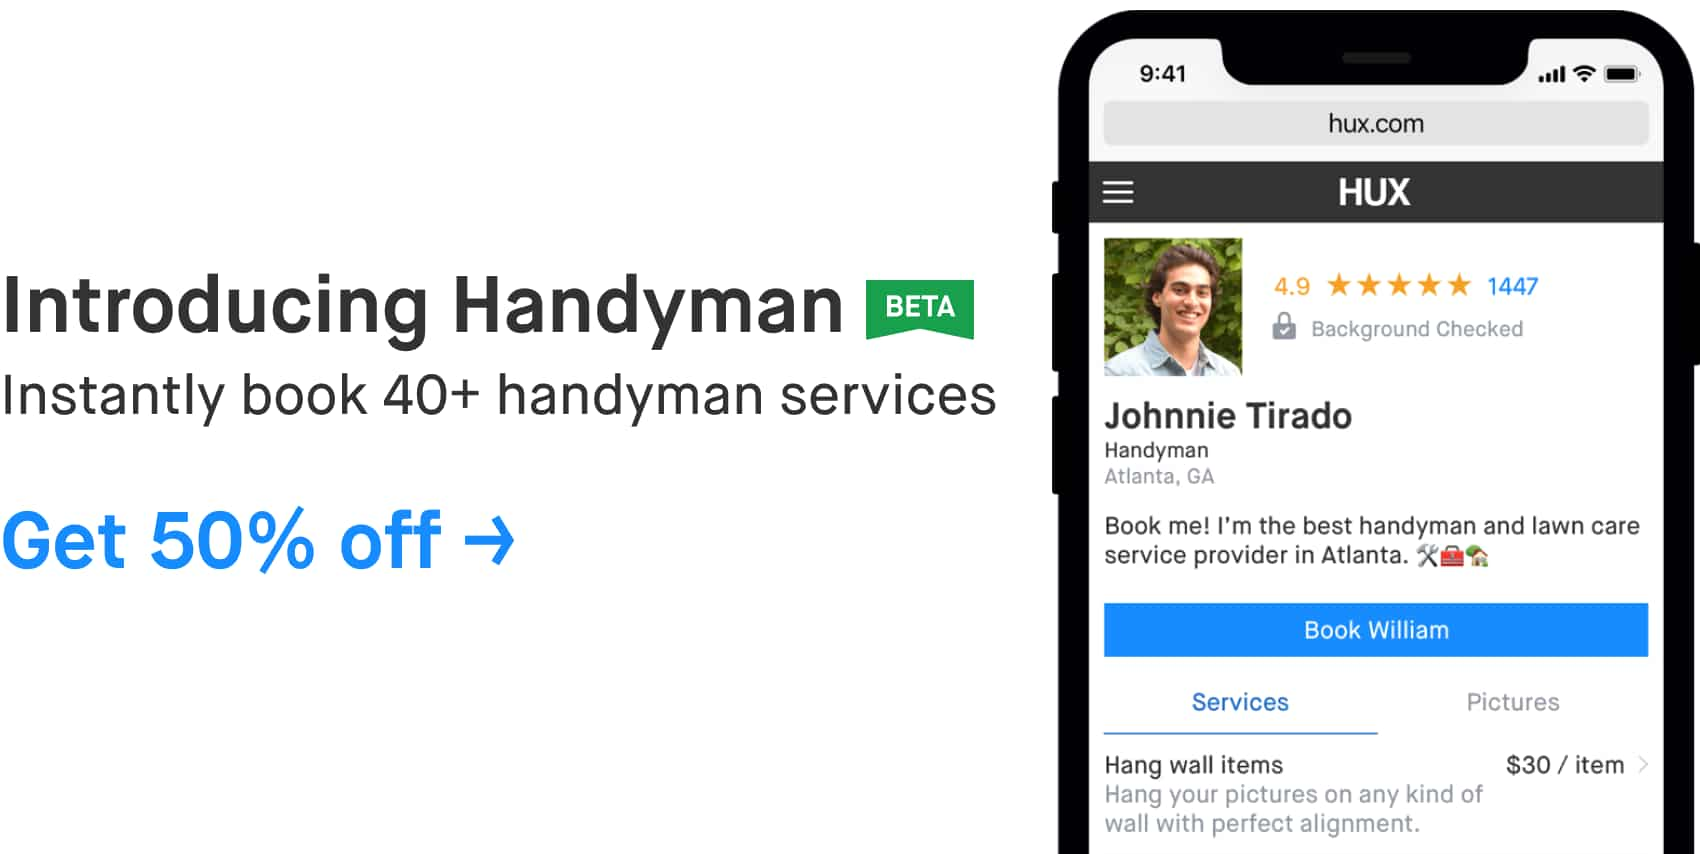 Introducing Handyman BETA
Instantly book 40+ handyman services
Get 50% off →
9:41
hux.com
HUX
4.9 ★★★★★ 1447
Background Checked
Johnnie Tirado
Handyman
Atlanta, GA
Book me! I'm the best handyman and lawn care
service provider in Atlanta. 🛠🧰🏡
Book William
Services Pictures
Hang wall items $30 / item
Hang your pictures on any kind of
wall with perfect alignment.